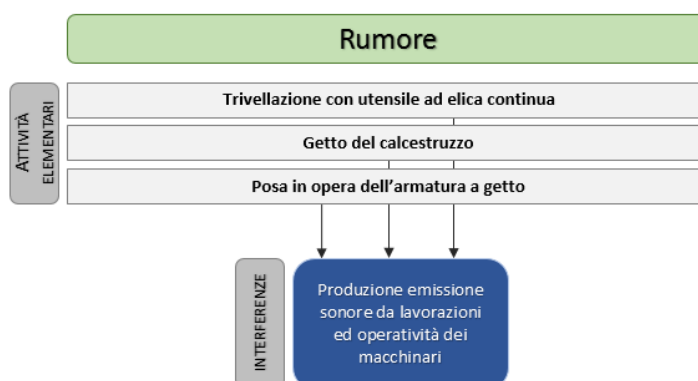 Rumore
ATTIVITÀ
ELEMENTARI
Trivellazione con utensile ad elica continua
Getto del calcestruzzo
Posa in opera dell'armatura a getto
INTERFERENZE
Produzione emissione
sonore da lavorazioni
ed operatività dei
macchinari